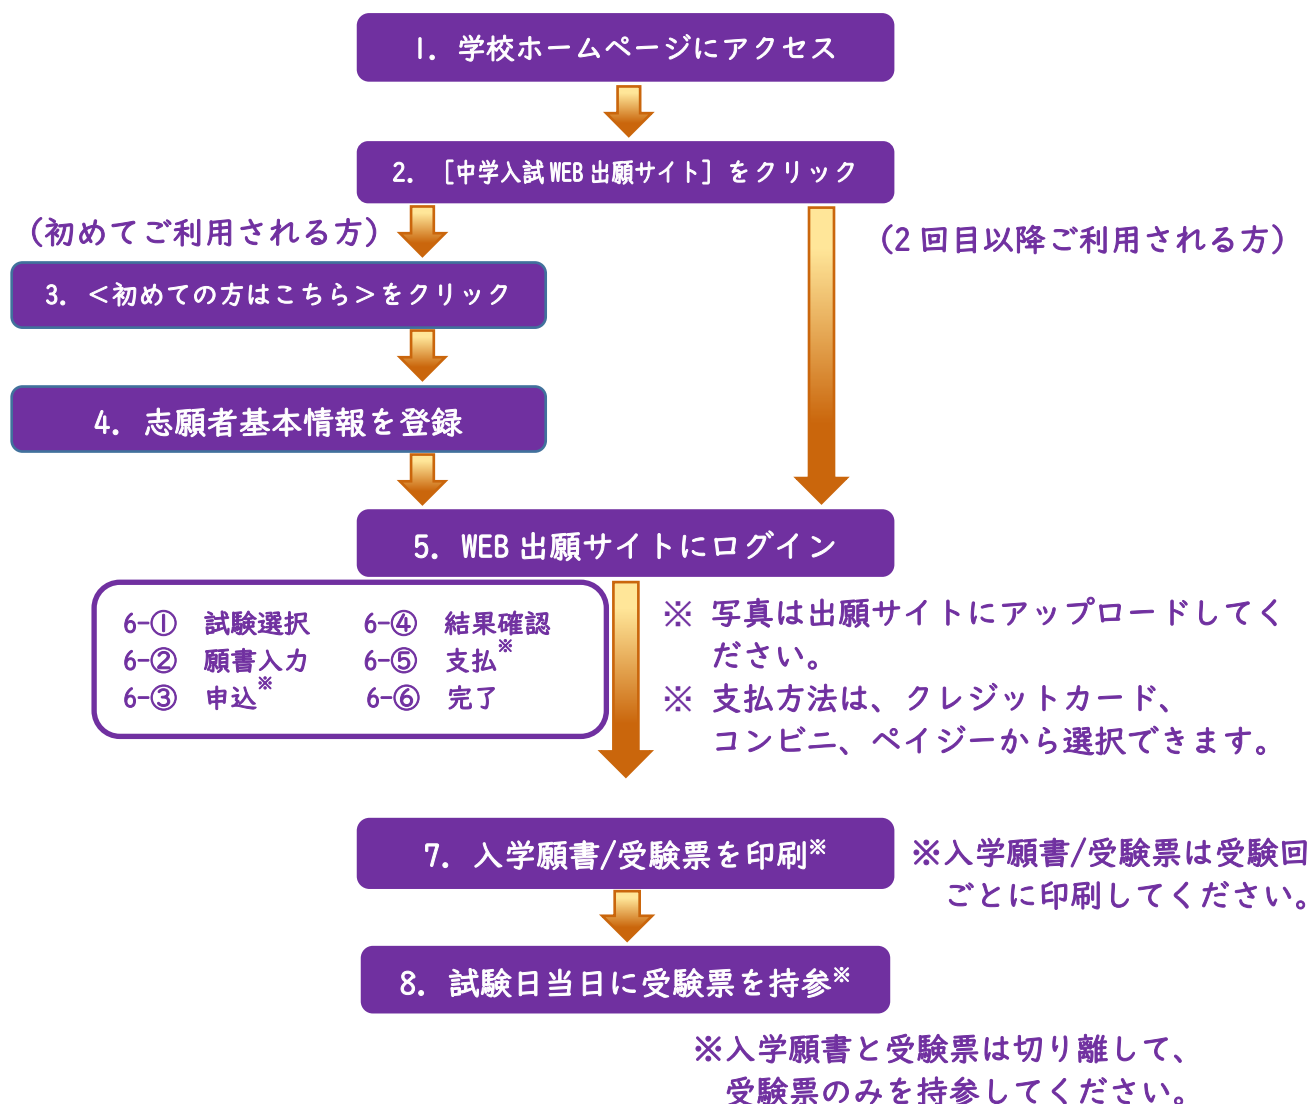 1. 学校ホームページにアクセス
2. [中学入試WEB出願サイト] をクリック
(初めてご利用される方)
(2回目以降ご利用される方)
3. <初めての方はこちら>をクリック
4. 志願者基本情報を登録
5. WEB出願サイトにログイン
6-① 試験選択 6-④ 結果確認
6-② 願書入力 6-⑤ 支払※
6-③ 申込※ 6-⑥ 完了
※ 写真は出願サイトにアップロードしてく
ださい。
※ 支払方法は、クレジットカード、
コンビニ、ペイジーから選択できます。
7. 入学願書/受験票を印刷※
※入学願書/受験票は受験回
ごとに印刷してください。
8. 試験日当日に受験票を持参※
※入学願書と受験票は切り離して、
受験票のみを持参してください。